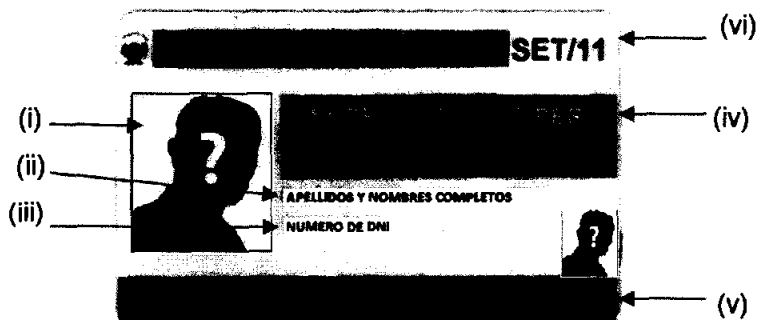 (vi)
SET/11
(i)
(iv)
?
(ii)
APELLIDOS Y NOMBRES COMPLETOS
(iii)
NUMERO DE DNI
?
(v)